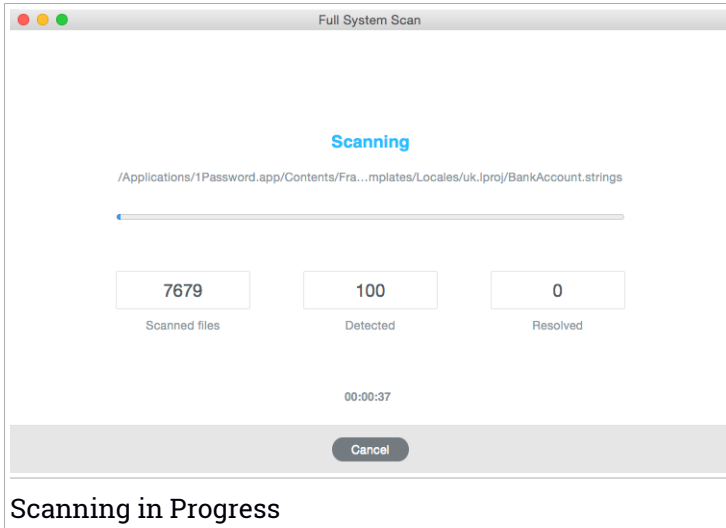 Full System Scan
Scanning
/Applications/1Password.app/Contents/Fra...mplates/Locales/uk.lproj/BankAccount.strings
7679 100 0
Scanned files Detected Resolved
00:00:37
Cancel
Scanning in Progress